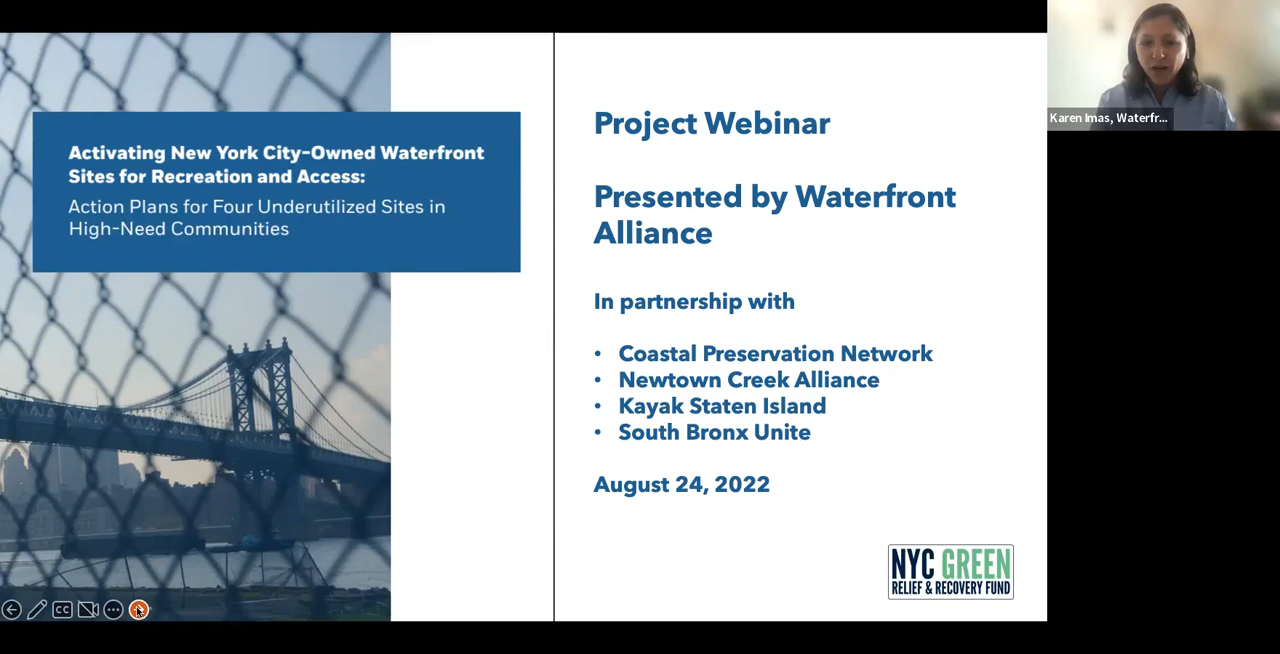 Activating New York City-Owned Waterfront
Sites for Recreation and Access:
Action Plans for Four Underutilized Sites in
High-Need Communities
Project Webinar
Presented by Waterfront
Alliance
In partnership with
• Coastal Preservation Network
• Newtown Creek Alliance
• Kayak Staten Island
• South Bronx Unite
August 24, 2022
NYC GREEN
RELIEF & RECOVERY FUND
Karen Imas, Waterfr...
CC